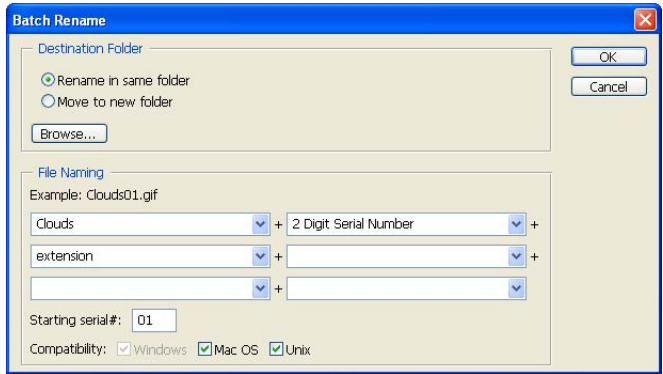 Batch Rename
Destination Folder
OK
Rename in same folder
Cancel
Move to new folder
Browse...
File Naming
Example: Clouds01.gif
Clouds + 2 Digit Serial Number +
extension + +
+
Starting serial#: 01
Compatibility: Windows Mac OS Unix